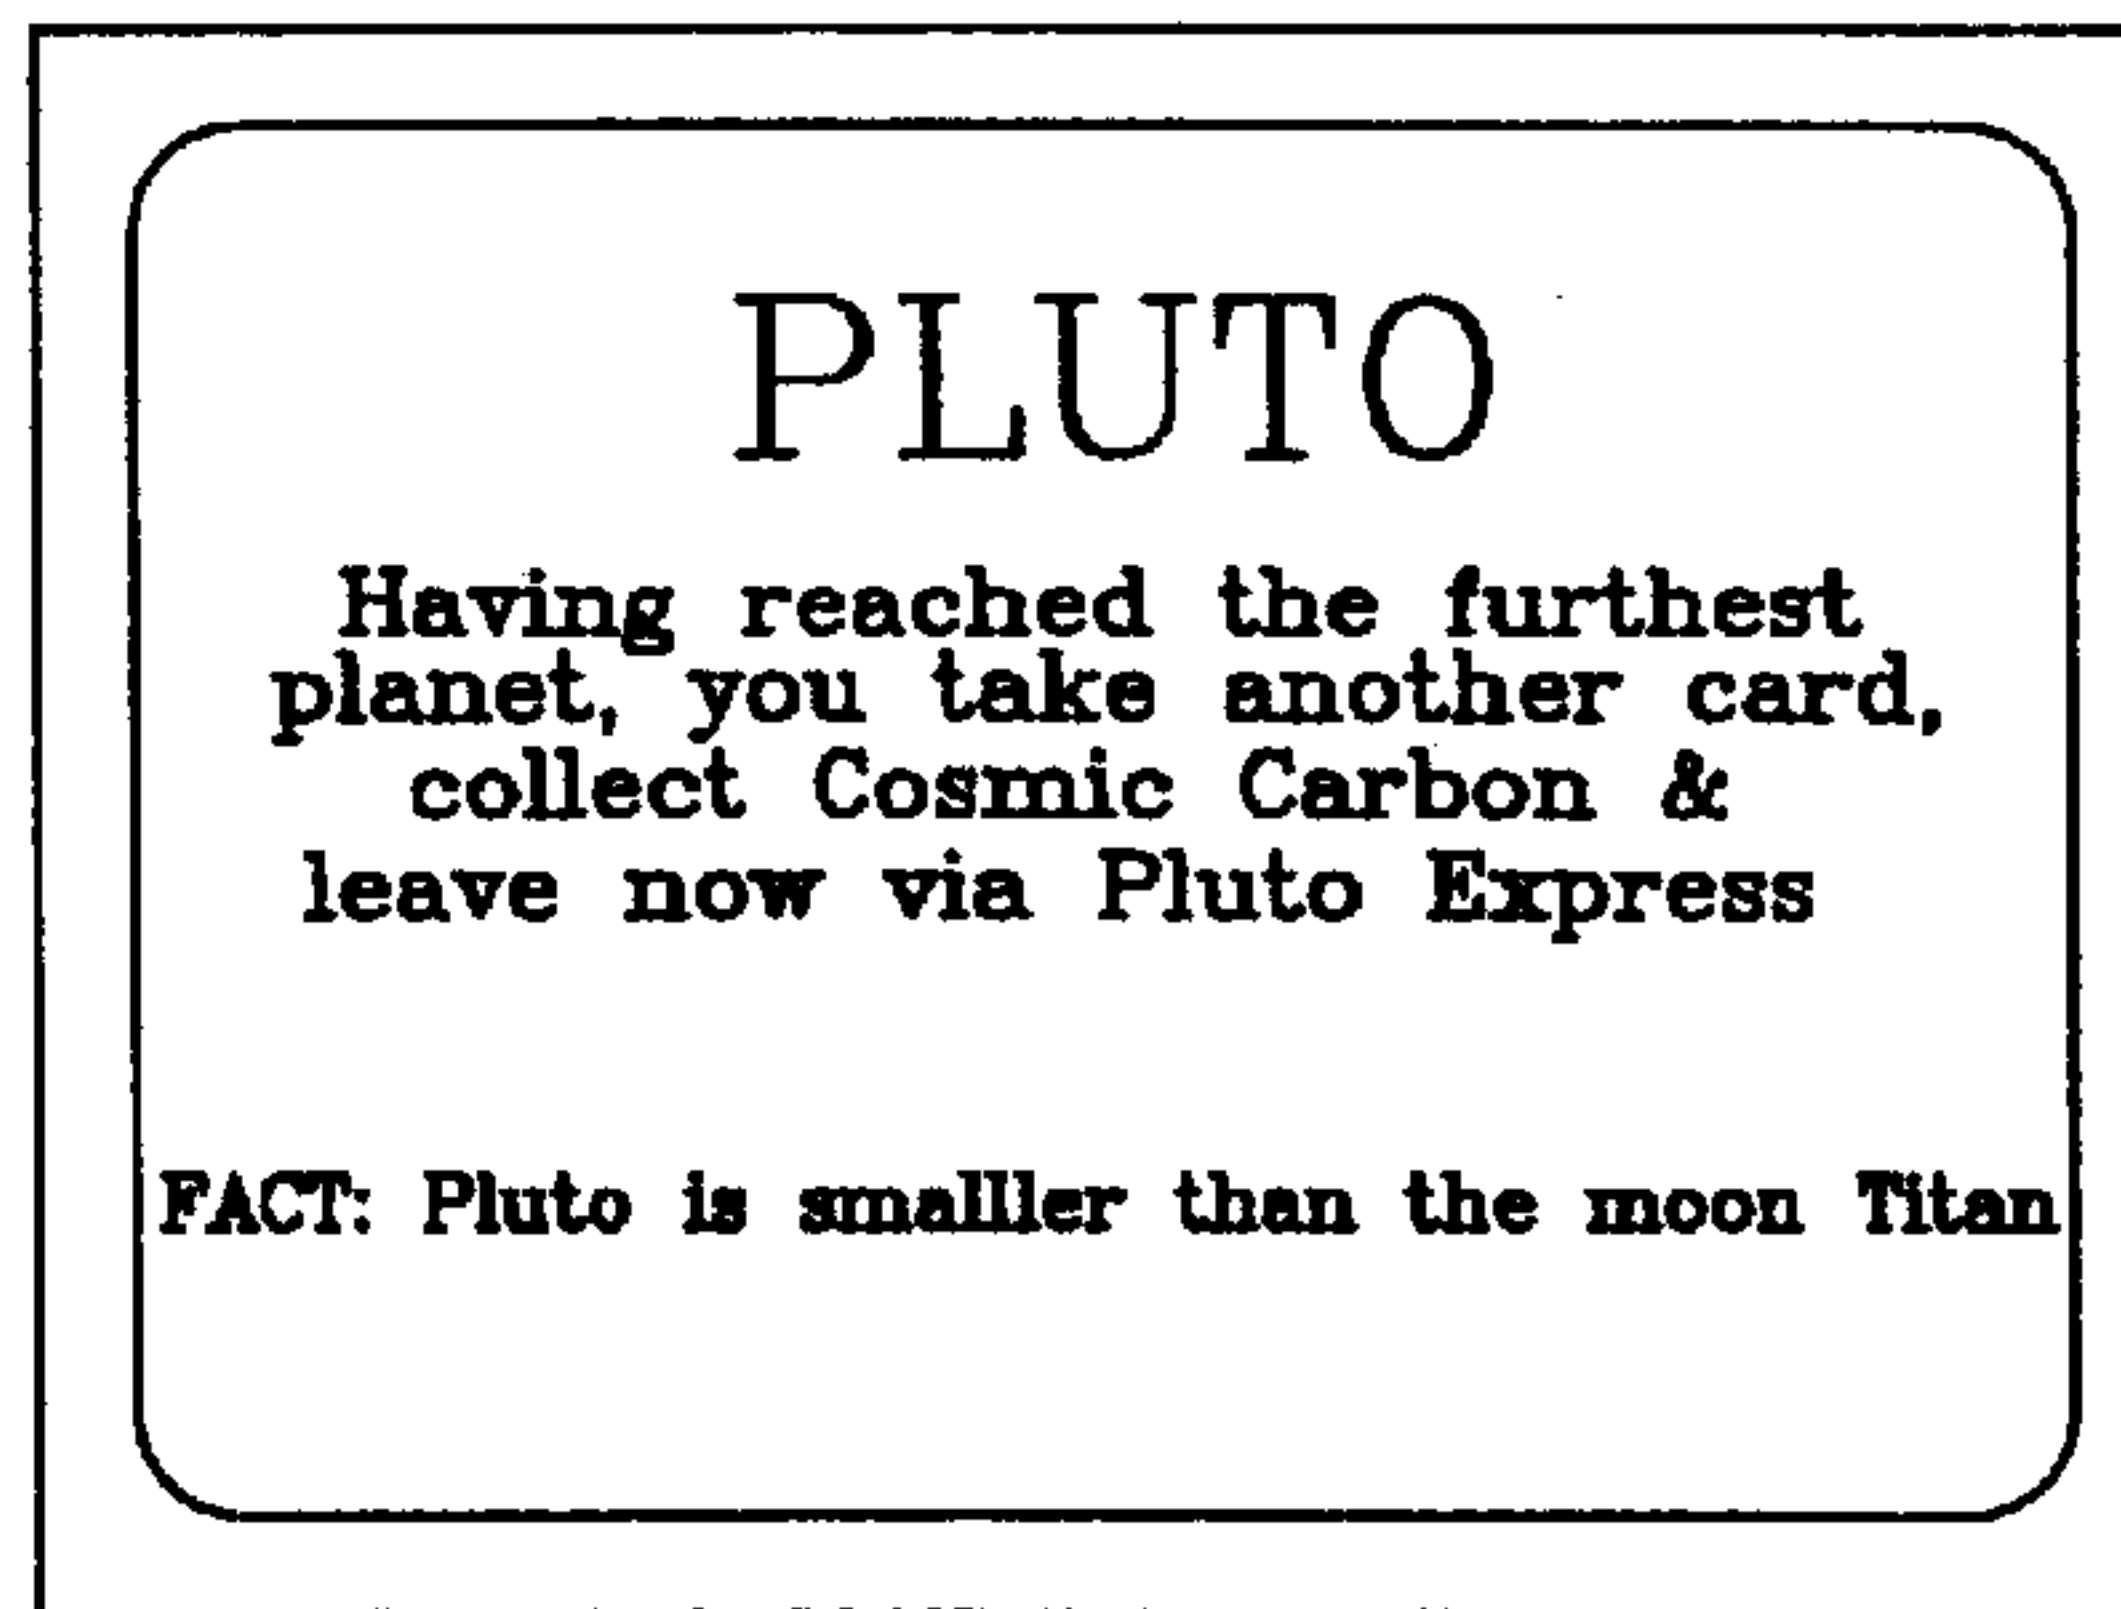 PLUTO
Having reached the furthest
planet, you take another card,
collect Cosmic Carbon &
leave now via Pluto Express
FACT: Pluto is smalller than the moon Titan